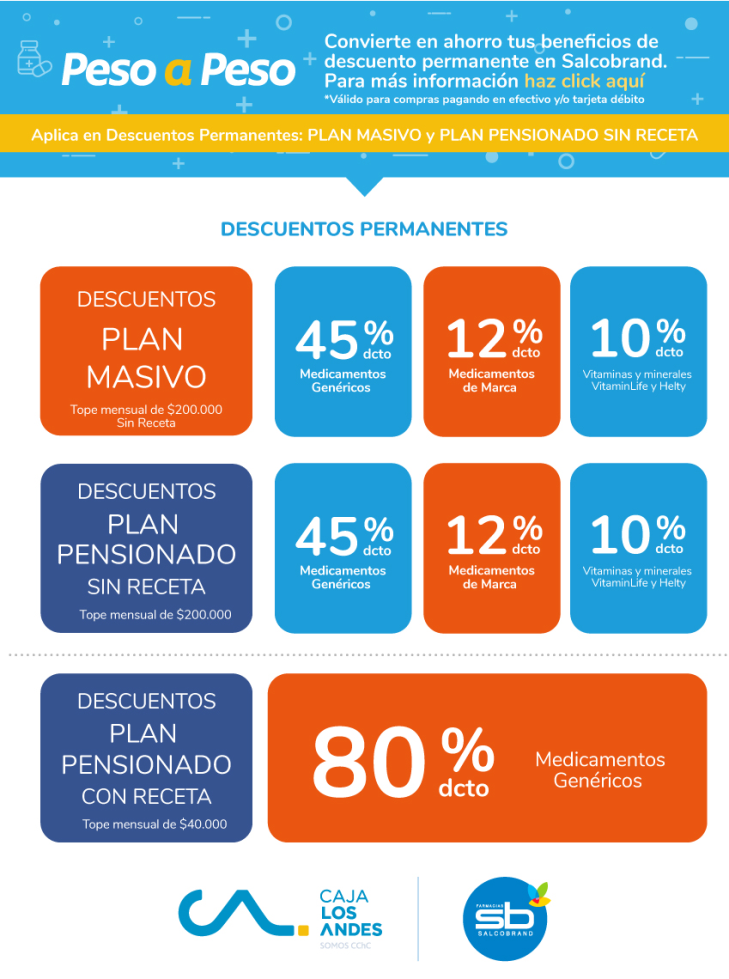 Peso a Peso
Convierte en ahorro tus beneficios de
descuento permanente en Salcobrand.
Para más información haz click aquí
*Válido para compras pagando en efectivo y/o tarjeta débito
Aplica en Descuentos Permanentes: PLAN MASIVO y PLAN PENSIONADO SIN RECETA
DESCUENTOS PERMANENTES
DESCUENTOS
PLAN
MASIVO
Tope mensual de $200.000
Sin Receta
45%
dcto
Medicamentos
Genéricos
12%
dcto
Medicamentos
de Marca
10%
dcto
Vitaminas y minerales
VitaminLife y Helty
DESCUENTOS
PLAN
PENSIONADO
SIN RECETA
Tope mensual de $200.000
45%
dcto
Medicamentos
Genéricos
12%
dcto
Medicamentos
de Marca
10%
dcto
Vitaminas y minerales
VitaminLife y Helty
DESCUENTOS
PLAN
PENSIONADO
CON RECETA
Tope mensual de $40.000
80%
dcto
Medicamentos
Genéricos
CAJA
LOS
ANDES
SOMOS CChC
FARMACIAS
sb
SALCOBRAND